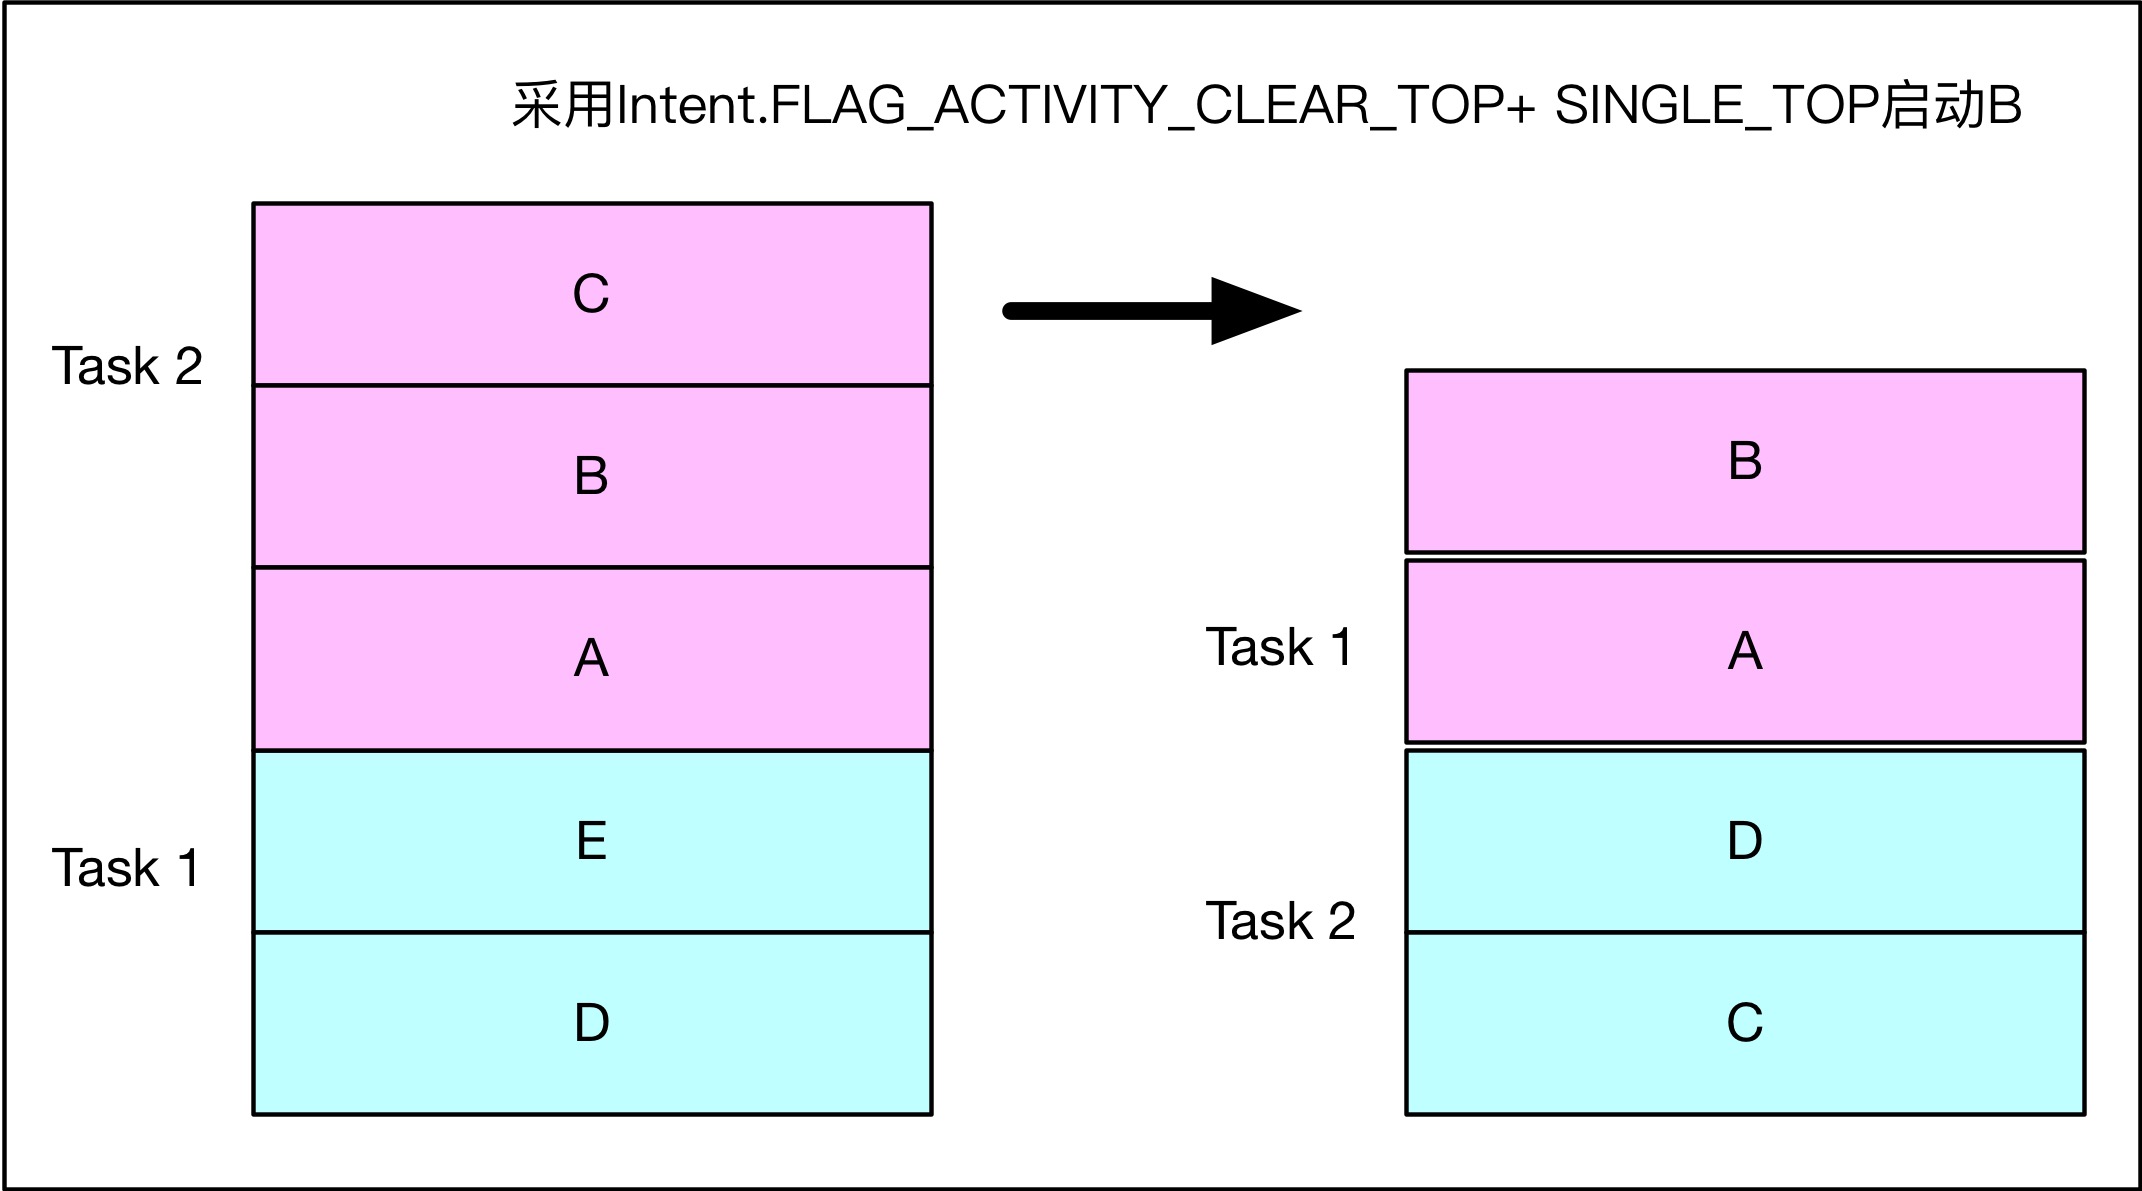 采用Intent.FLAG_ACTIVITY_CLEAR_TOP+ SINGLE_TOP启动B
C
Task 2
B
A
E
Task 1
D
B
Task 1
A
D
Task 2
C